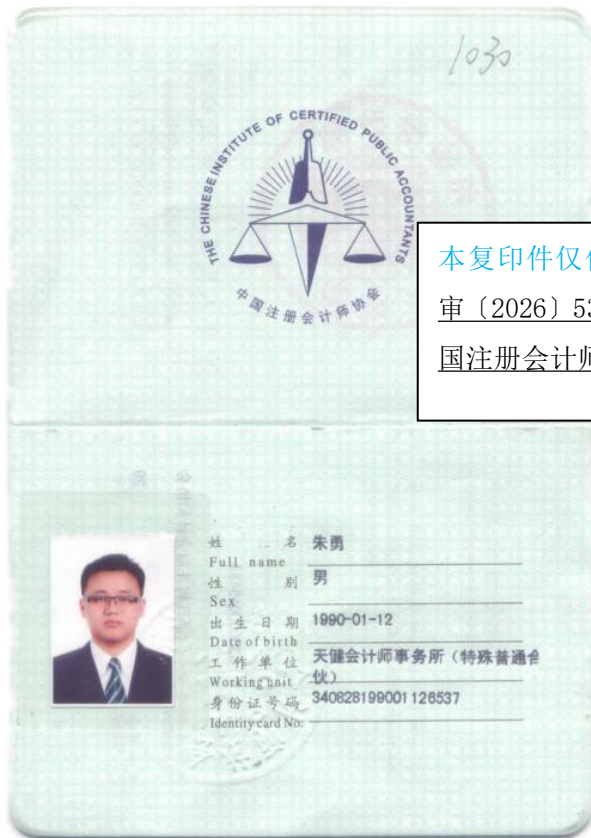 1030
THE CHINESE INSTITUTE OF CERTIFIED PUBLIC ACCOUNTANTS
中国注册会计师协会
本复印件仅
审〔2026〕53
国注册会计师
姓 名 朱勇
Full name
性 别 男
Sex
出生日期 1990-01-12
Date of birth
工作单位 天健会计师事务所（特殊普通合
Working unit 伙）
身份证号码 340828199001126537
Identity card No.